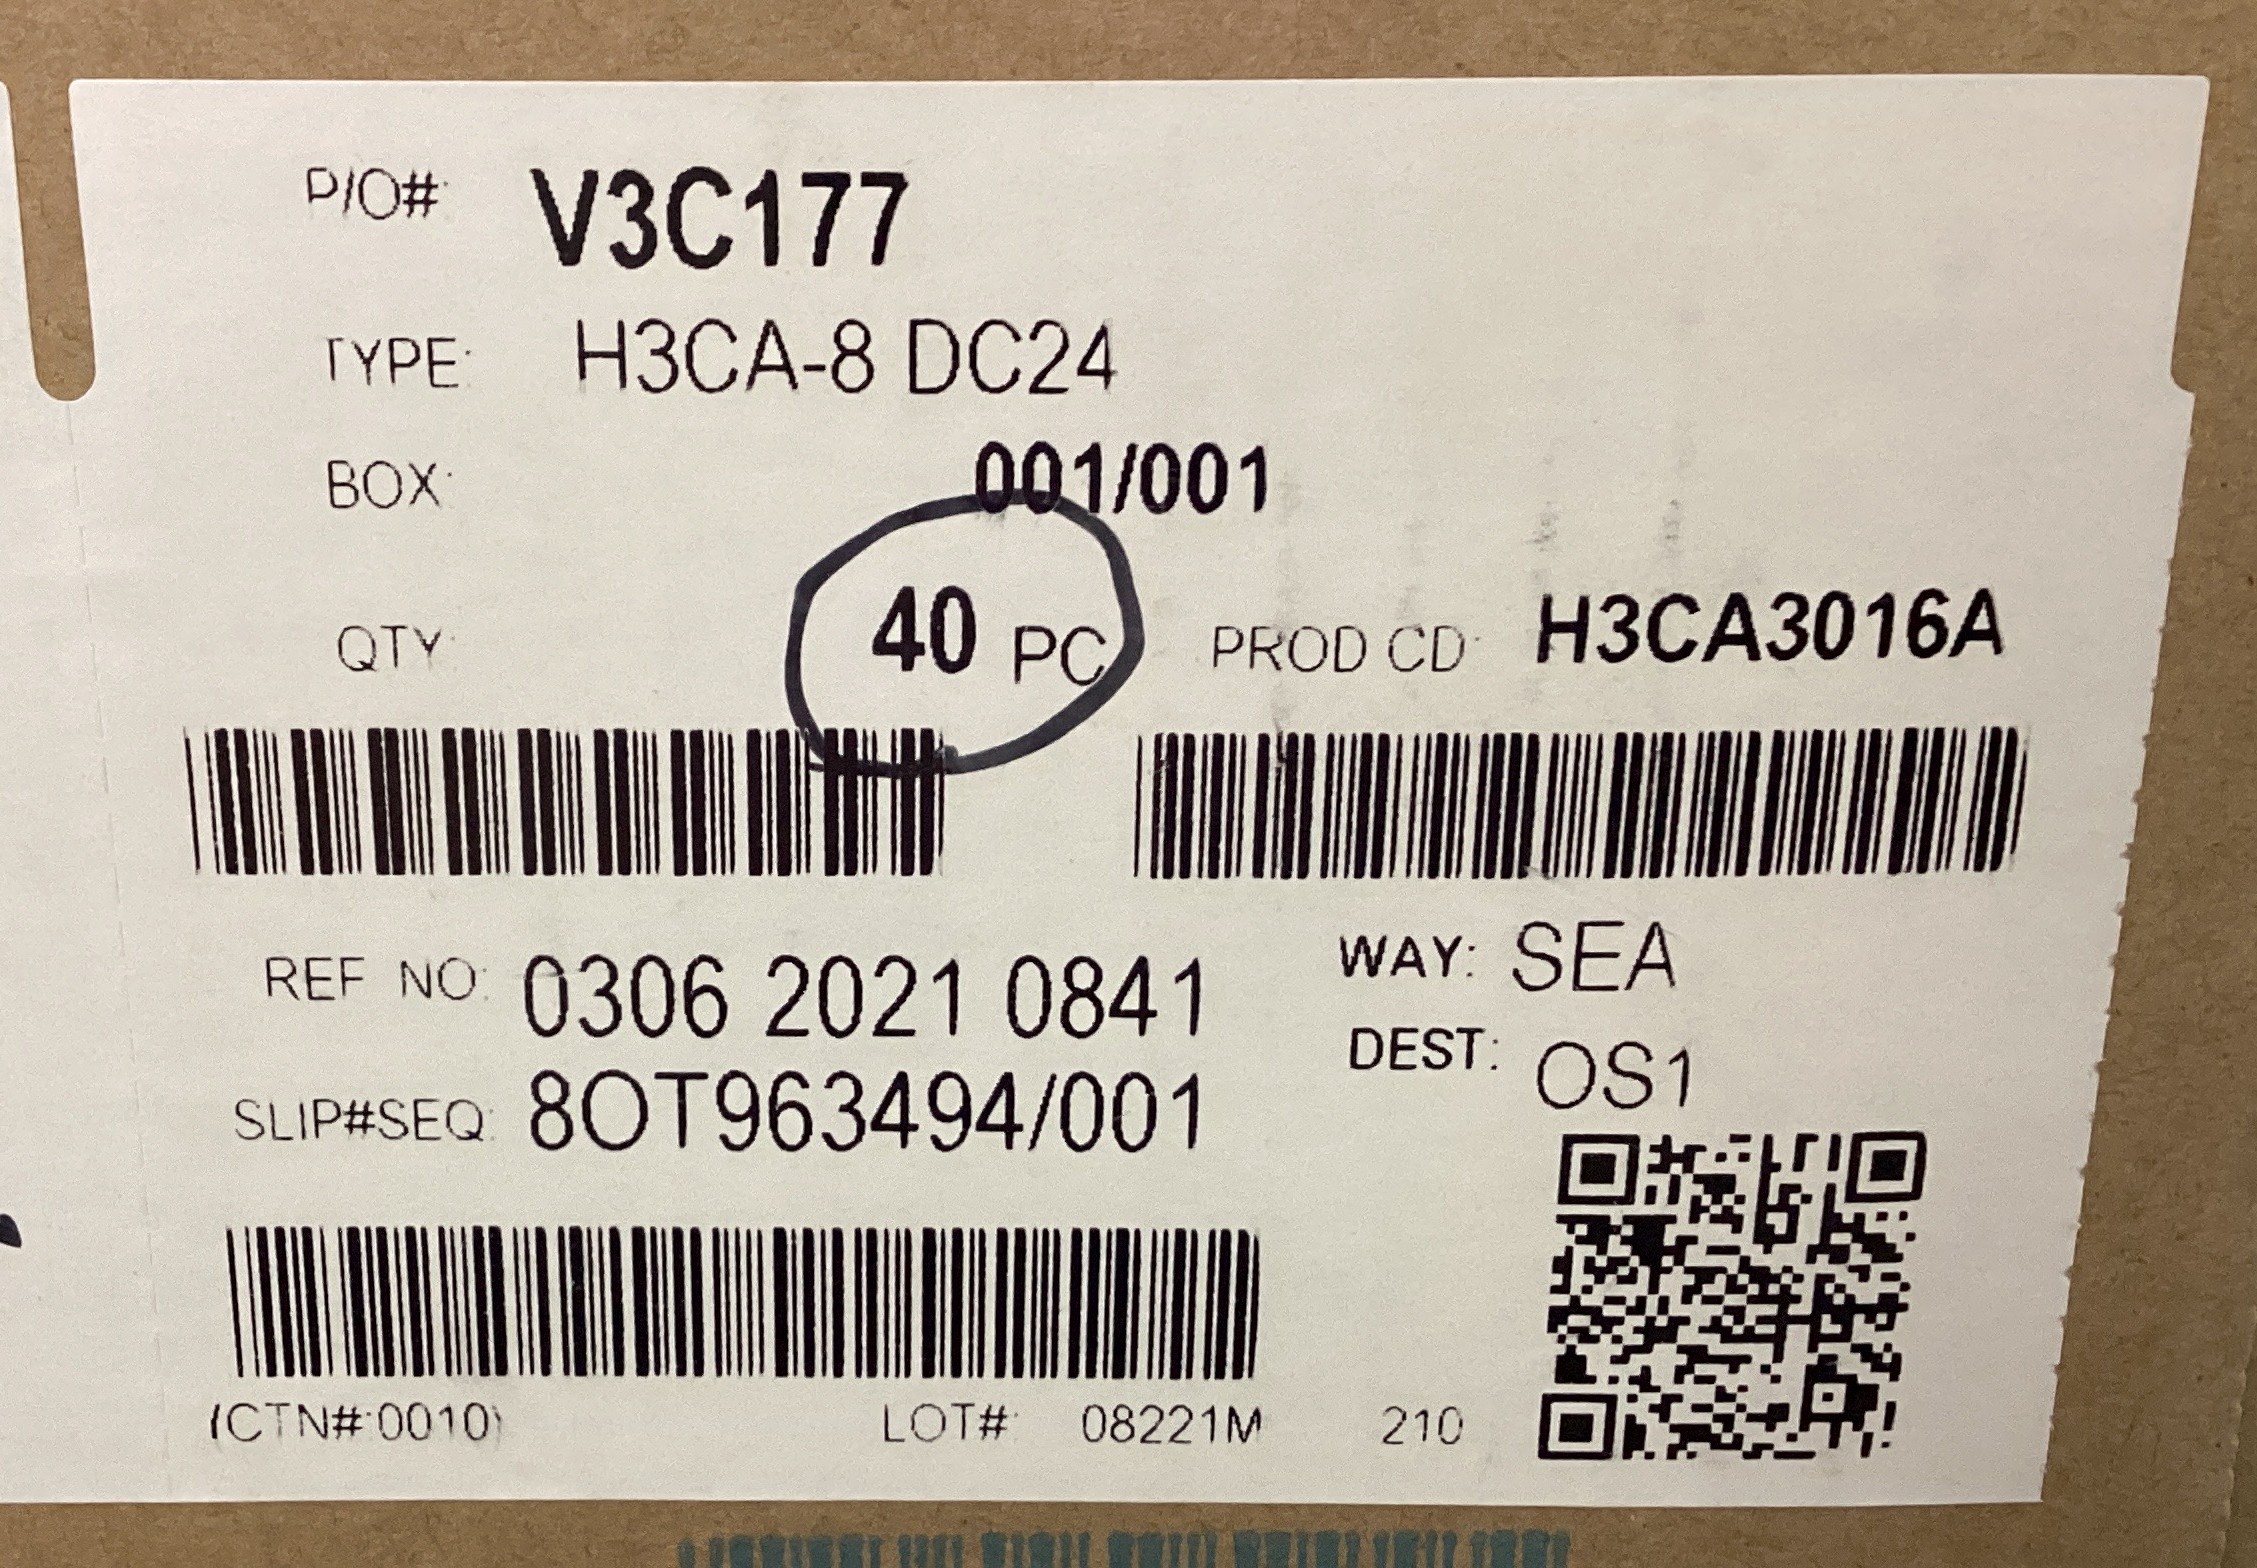 P/O#: V3C177
TYPE: H3CA-8 DC24
BOX: 001/001
QTY: 40 PC PROD CD: H3CA3016A
REF NO: 0306 2021 0841 WAY: SEA
DEST: OS1
SLIP#SEQ: 8OT963494/001
(CTN#:0010) LOT#: 08221M 210